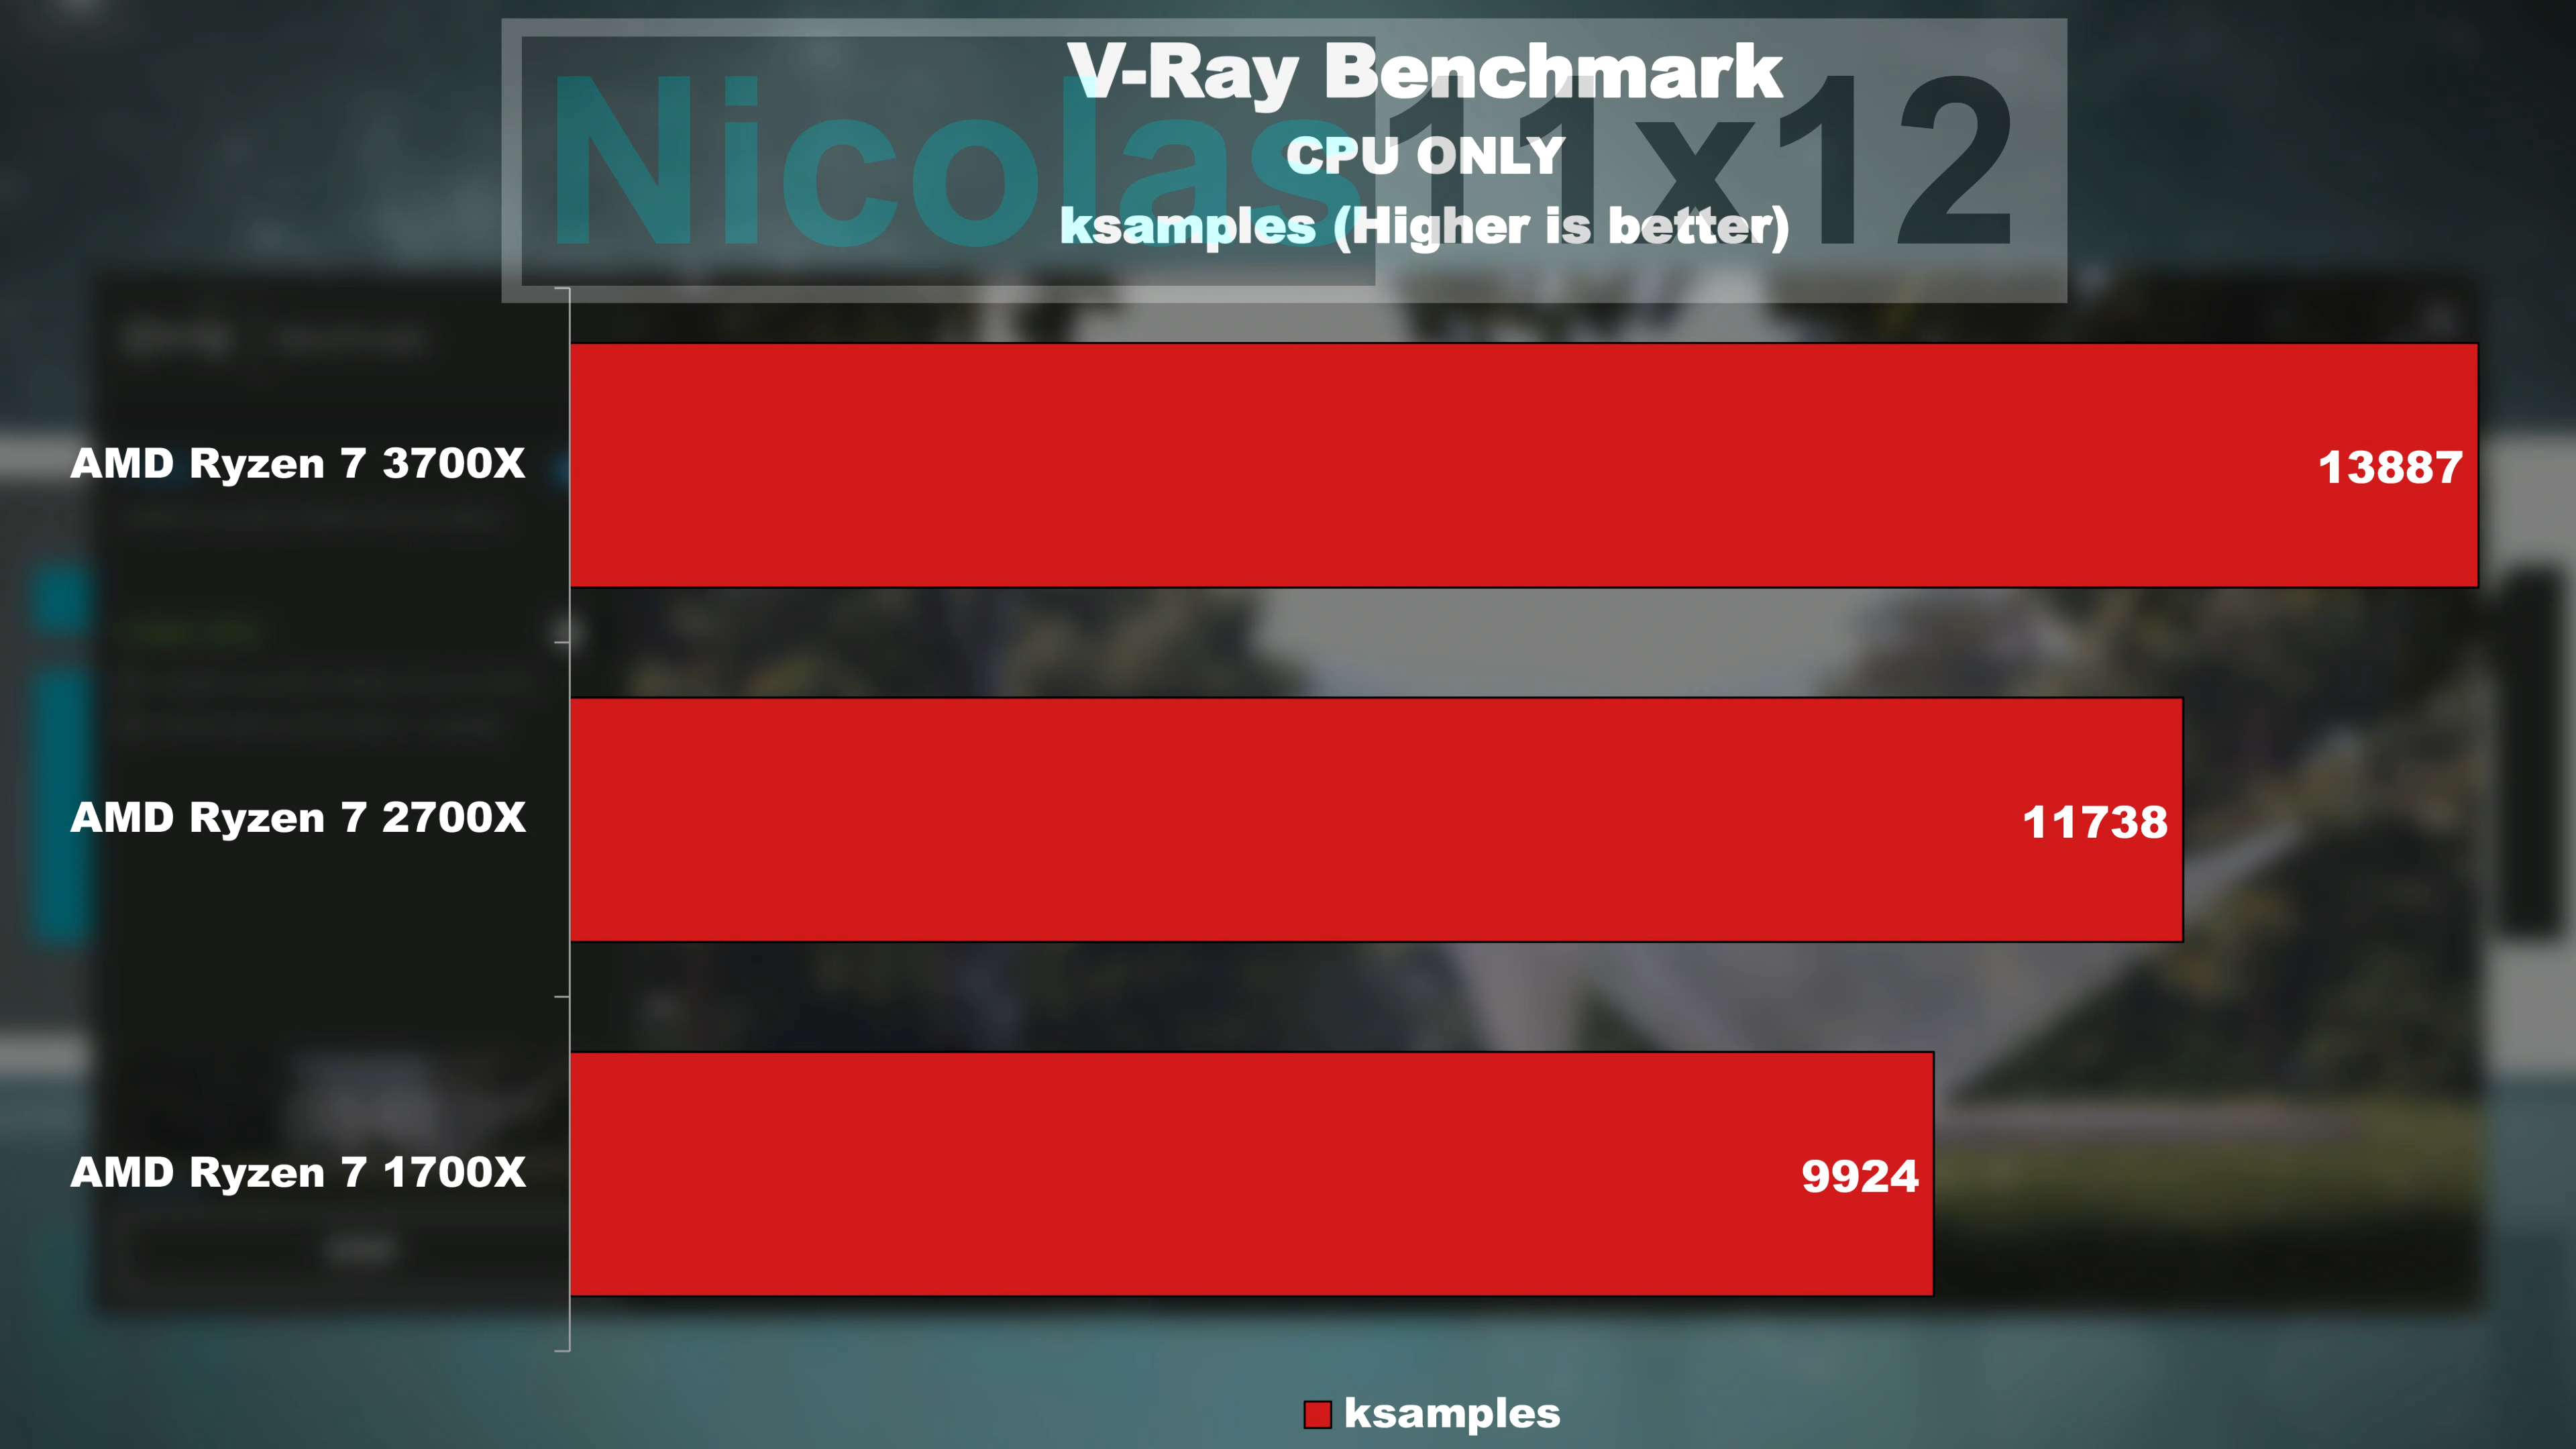 Nicolas11x12
V-Ray Benchmark
CPU ONLY
ksamples (Higher is better)
AMD Ryzen 7 3700X
13887
AMD Ryzen 7 2700X
11738
AMD Ryzen 7 1700X
9924
ksamples